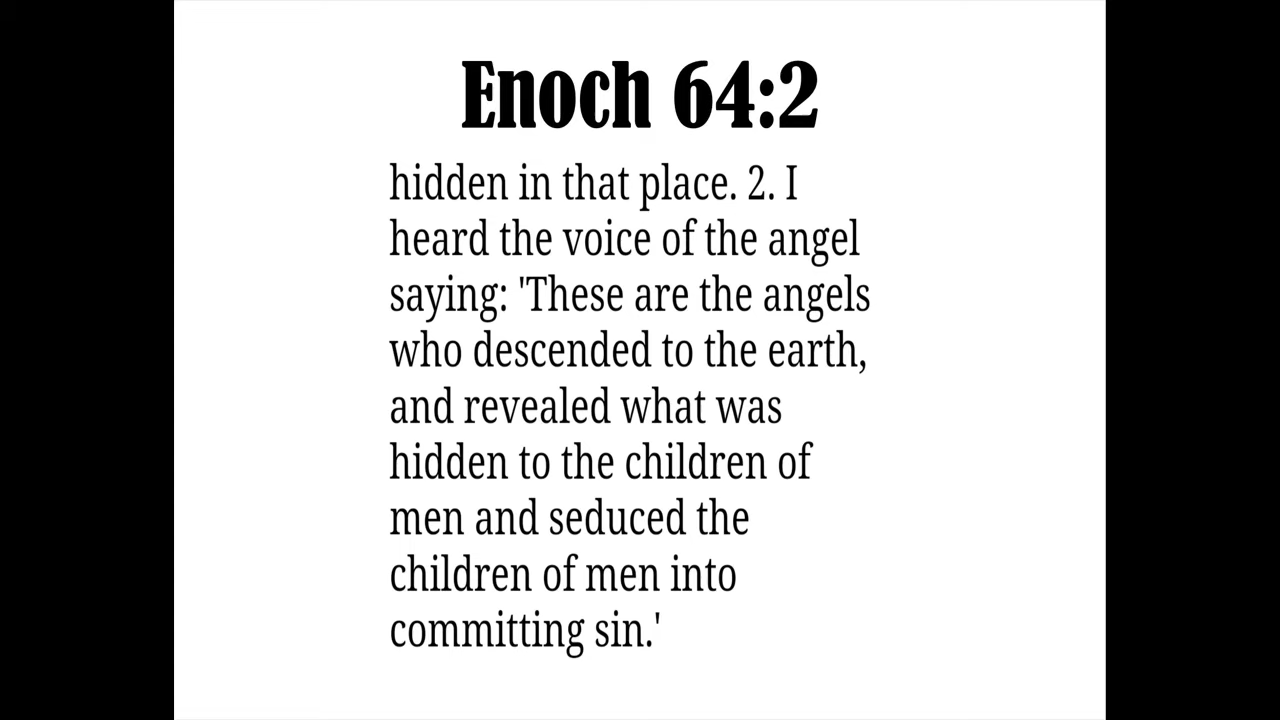 Enoch 64:2
hidden in that place. 2. I
heard the voice of the angel
saying: 'These are the angels
who descended to the earth,
and revealed what was
hidden to the children of
men and seduced the
children of men into
committing sin.'